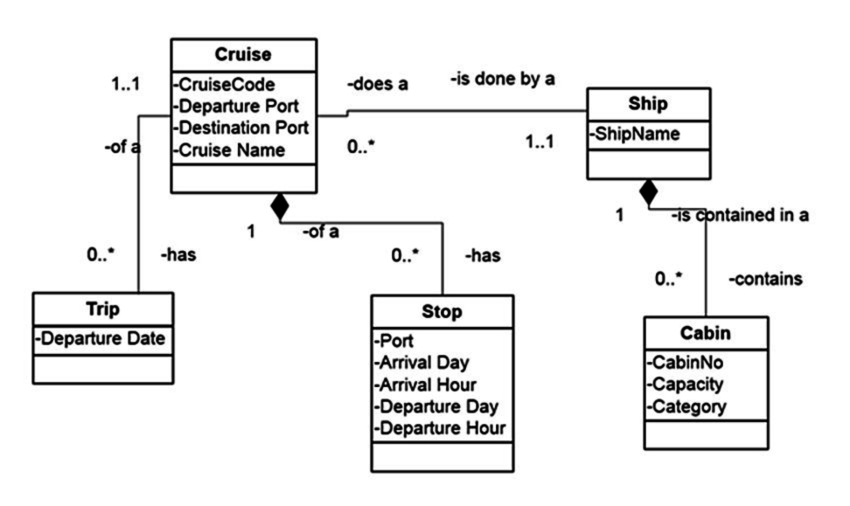 Cruise
-CruiseCode
-Departure Port
-Destination Port
-Cruise Name
1..1
-of a
0..*
-has
-does a
0..*
-is done by a
1..1
Ship
-ShipName
1
-of a
0..*
-has
1
-is contained in a
0..*
-contains
Trip
-Departure Date
Stop
-Port
-Arrival Day
-Arrival Hour
-Departure Day
-Departure Hour
Cabin
-CabinNo
-Capacity
-Category